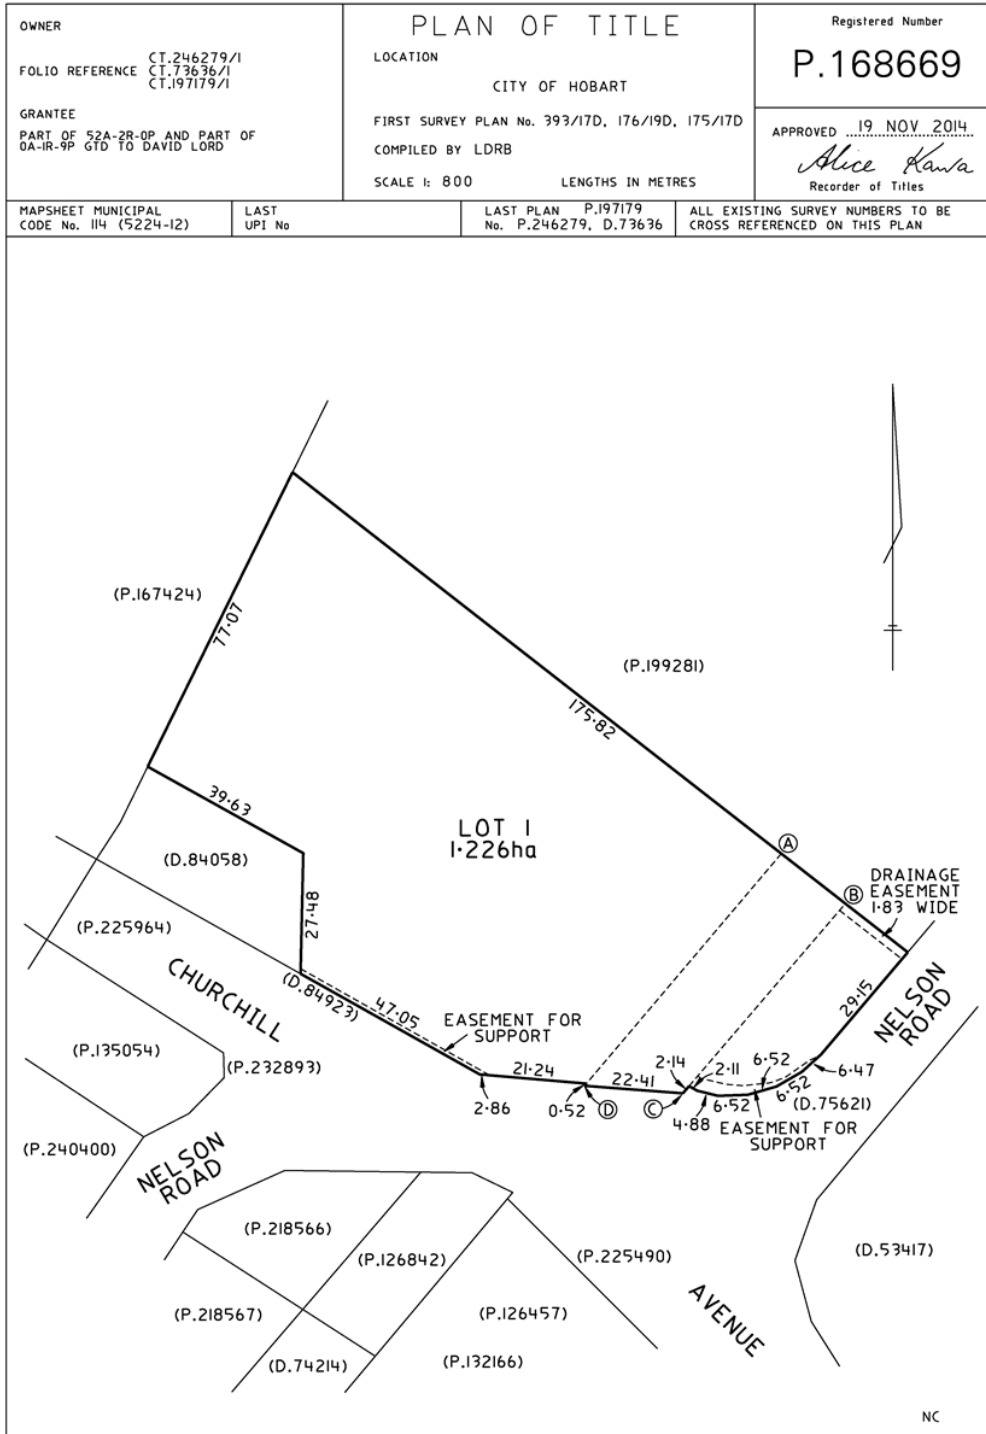 OWNER
FOLIO REFERENCE CT.246279/1
CT.73636/1
CT.197179/1
GRANTEE
PART OF 52A-2R-0P AND PART OF
0A-1R-9P GTD TO DAVID LORD
PLAN OF TITLE
LOCATION
CITY OF HOBART
FIRST SURVEY PLAN No. 393/17D, 176/19D, 175/17D
COMPILED BY LDRB
SCALE 1: 800 LENGTHS IN METRES
Registered Number
P.168669
APPROVED 19 NOV 2014
Alice Kawa
Recorder of Titles
MAPSHEET MUNICIPAL
CODE No. 114 (5224-12)
LAST
UPI No
LAST PLAN P.197179
No. P.246279, D.73636
ALL EXISTING SURVEY NUMBERS TO BE
CROSS REFERENCED ON THIS PLAN
(P.167424)
77·07
(P.199281)
175·82
39·63
LOT 1
1·226ha
A
(D.84058)
DRAINAGE
EASEMENT
1·83 WIDE
B
27·48
(P.225964)
CHURCHILL
(D.84923)
47·05
EASEMENT FOR
SUPPORT
29·15
NELSON
ROAD
(P.135054)
(P.232893)
21·24
22·41
2·14
2·11
6·52
6·47
2·86
0·52
D
C
4·88
6·52
6·52
(D.75621)
EASEMENT FOR
SUPPORT
(P.240400)
NELSON
ROAD
(P.218566)
(P.126842)
(P.225490)
(D.53417)
(P.218567)
(P.126457)
AVENUE
(D.74214)
(P.132166)
NC